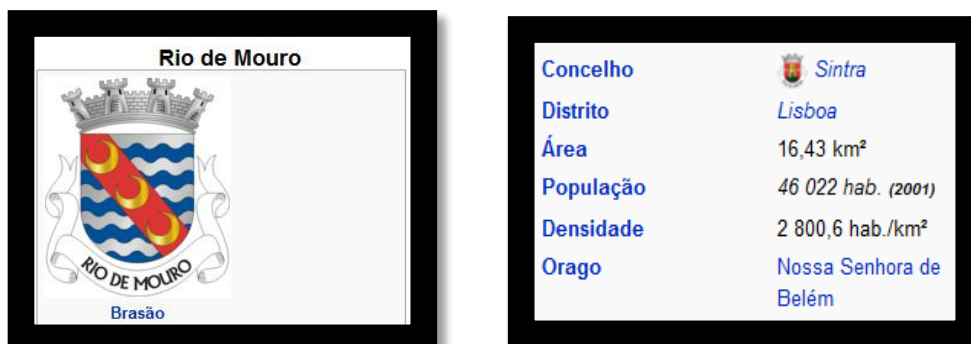 Rio de Mouro
RIO DE MOURO
Brasão
Concelho Sintra
Distrito Lisboa
Área 16,43 km²
População 46 022 hab. (2001)
Densidade 2 800,6 hab./km²
Orago Nossa Senhora de
Belém